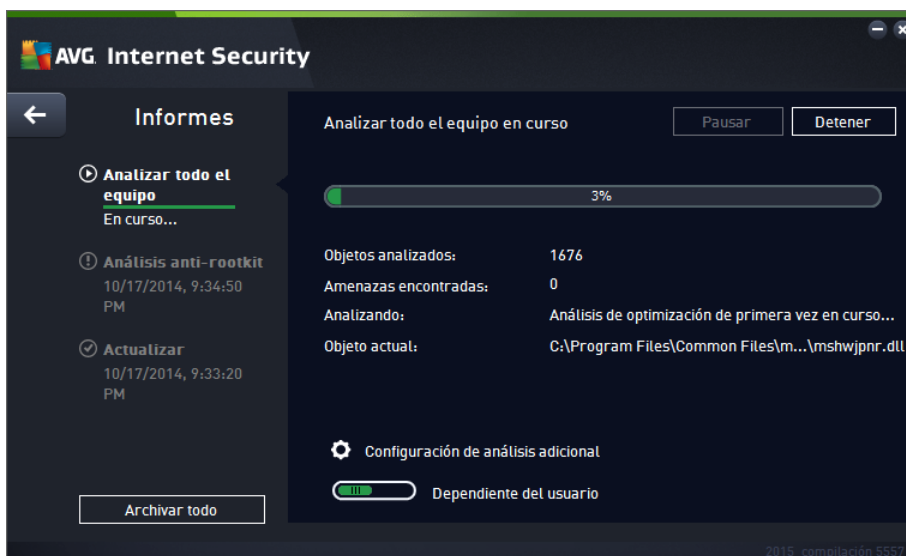 AVG. Internet Security
Informes
Analizar todo el
equipo
En curso...
Análisis anti-rootkit
10/17/2014, 9:34:50
PM
Actualizar
10/17/2014, 9:33:20
PM
Archivar todo
Analizar todo el equipo en curso
Pausar
Detener
3%
Objetos analizados: 1676
Amenazas encontradas: 0
Analizando: Análisis de optimización de primera vez en curso...
Objeto actual: C:\Program Files\Common Files\m...\mshwjpnr.dll
Configuración de análisis adicional
Dependiente del usuario
2015 compilación 5557